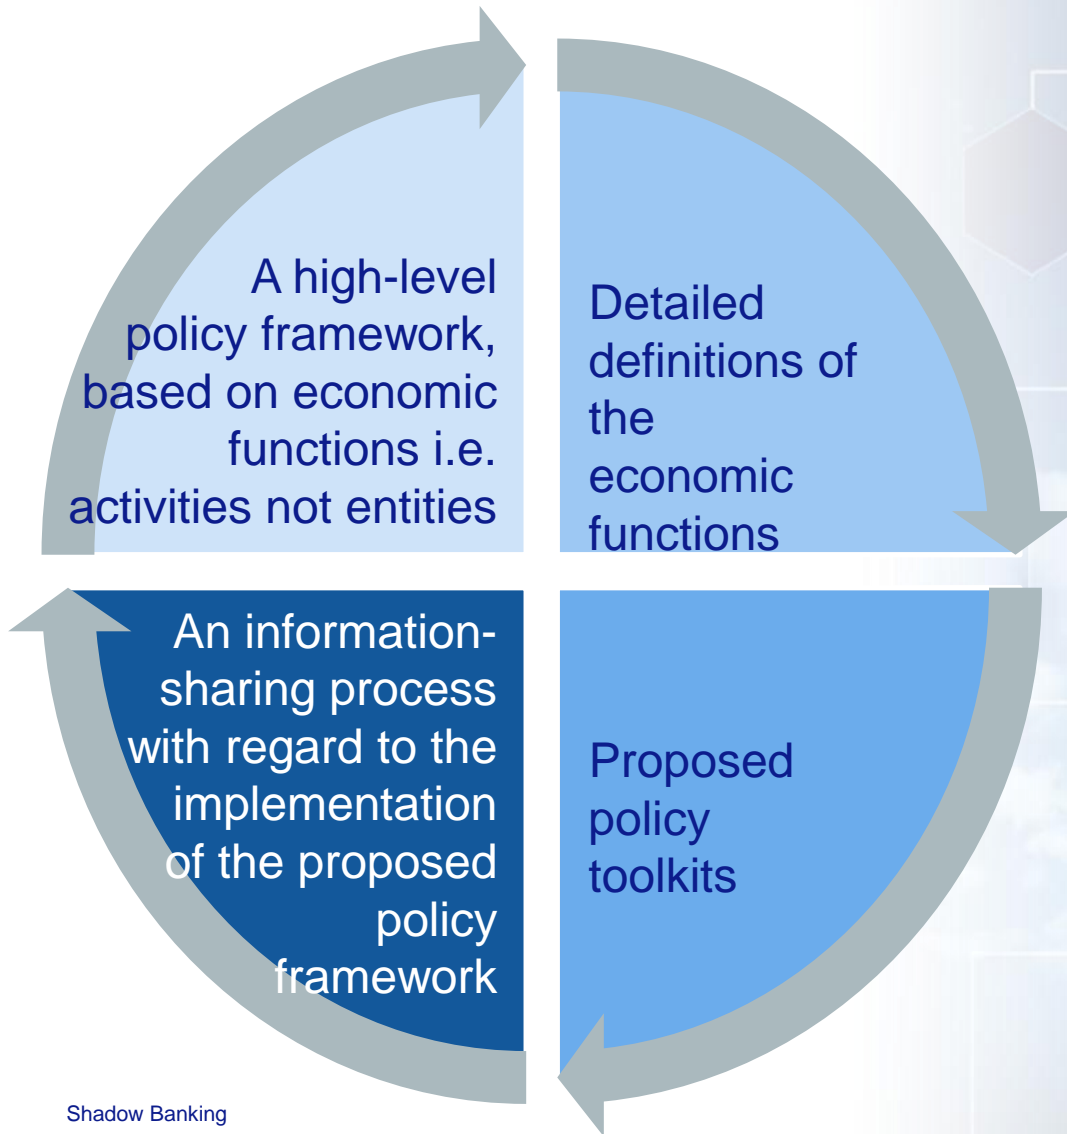 A high-level
policy framework,
based on economic
functions i.e.
activities not entities
Detailed
definitions of
the
economic
functions
An information-
sharing process
with regard to the
implementation
of the proposed
policy
framework
Proposed
policy
toolkits
Shadow Banking